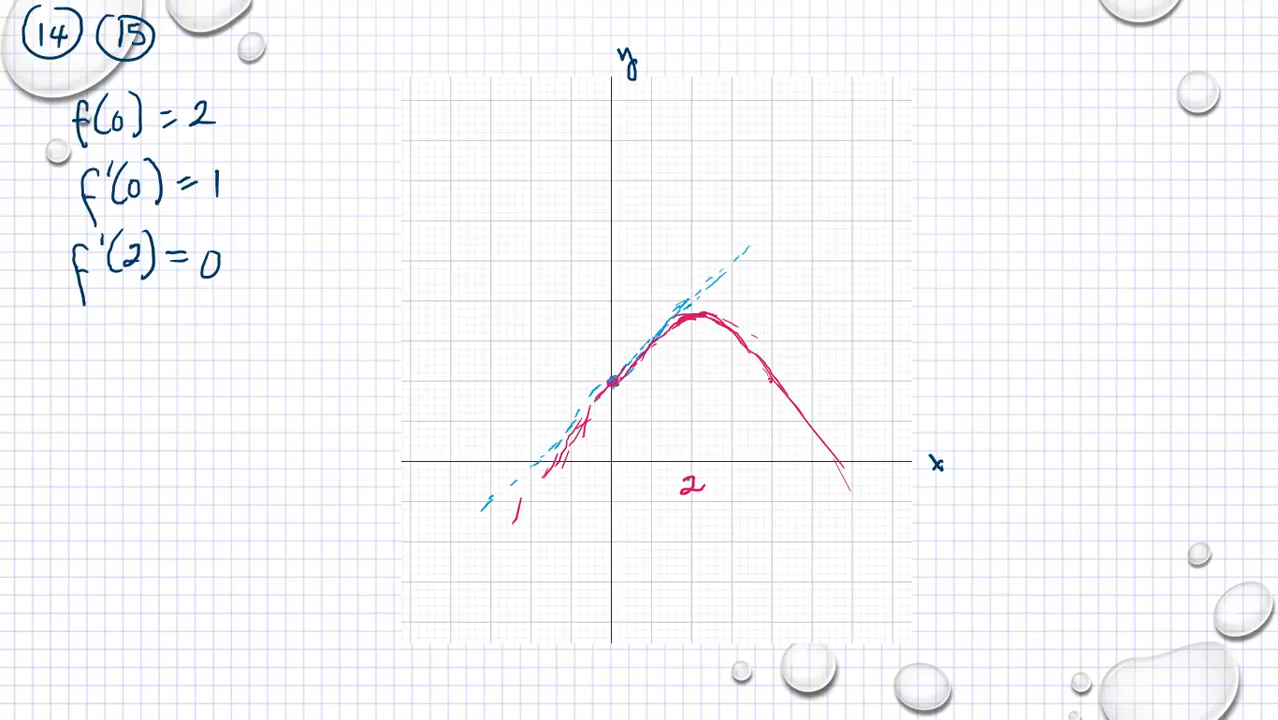 14 15
f(0) = 2
f'(0) = 1
f'(2) = 0
y
x
2